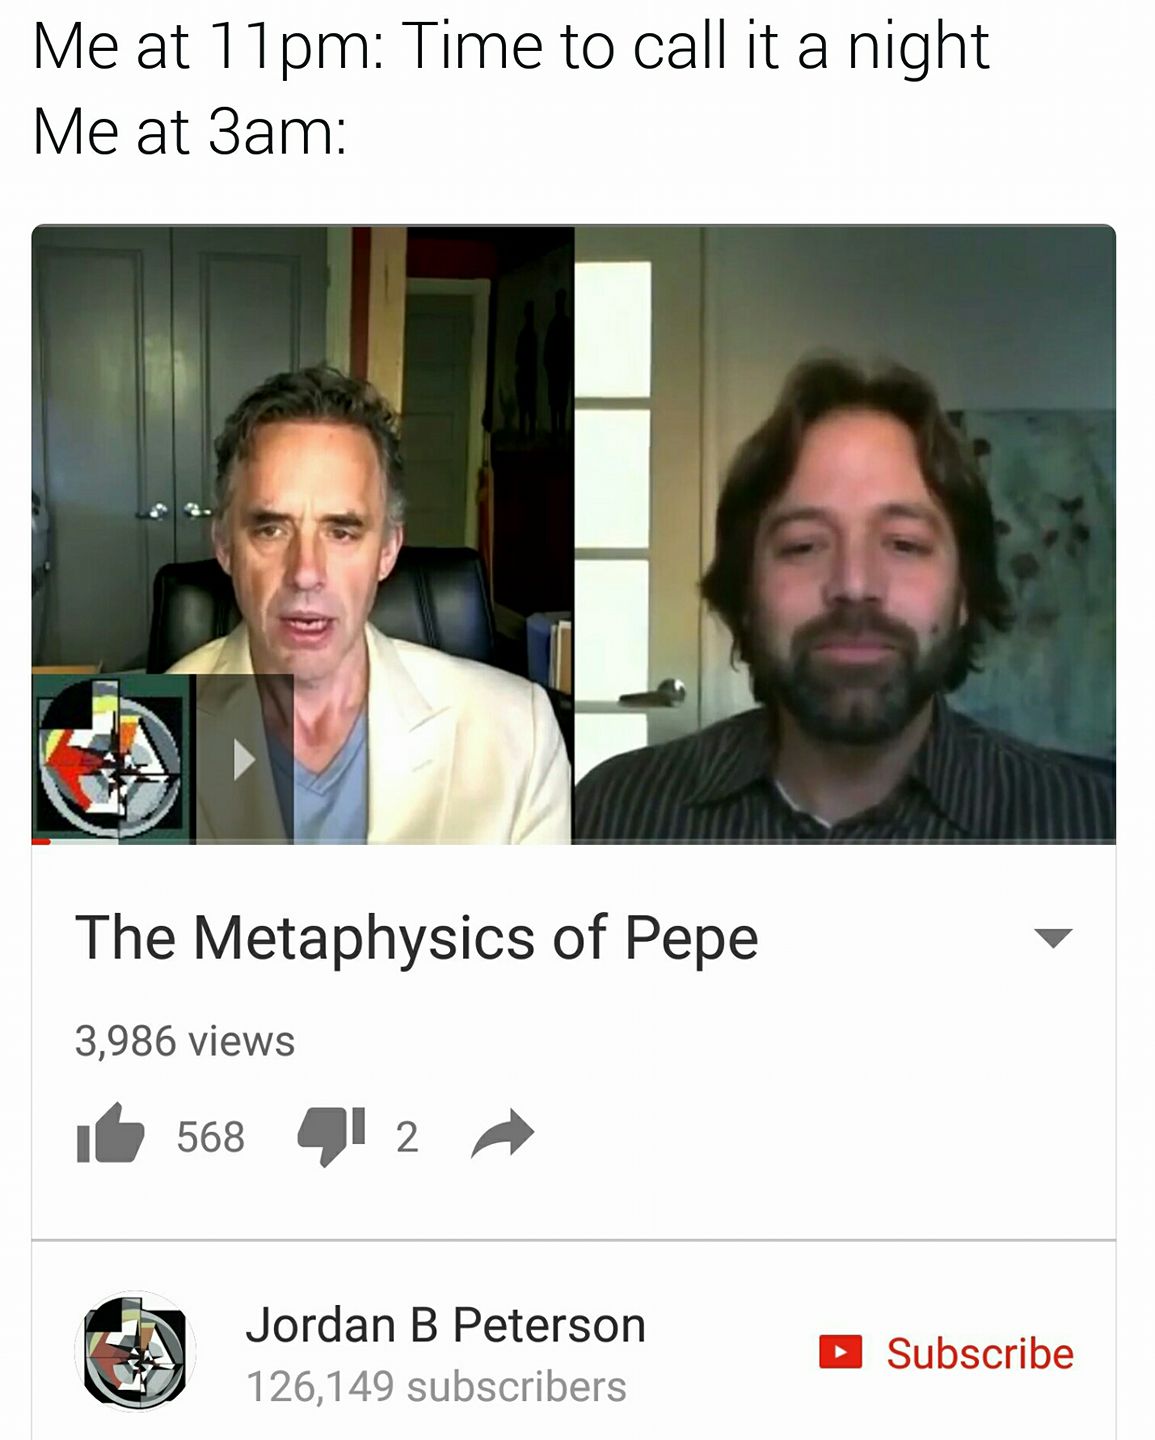 Me at 11pm: Time to call it a night
Me at 3am:
The Metaphysics of Pepe
3,986 views
568 2
Jordan B Peterson
126,149 subscribers
Subscribe